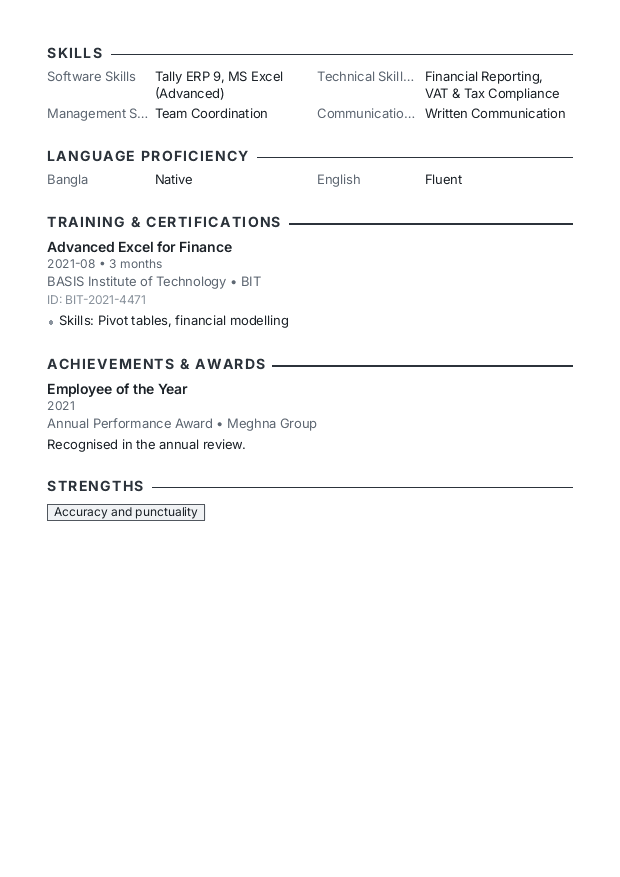 SKILLS
Software Skills Tally ERP 9, MS Excel (Advanced) Technical Skill... Financial Reporting, VAT & Tax Compliance
Management S... Team Coordination Communicatio... Written Communication
LANGUAGE PROFICIENCY
Bangla Native English Fluent
TRAINING & CERTIFICATIONS
Advanced Excel for Finance
2021-08 • 3 months
BASIS Institute of Technology • BIT
ID: BIT-2021-4471
• Skills: Pivot tables, financial modelling
ACHIEVEMENTS & AWARDS
Employee of the Year
2021
Annual Performance Award • Meghna Group
Recognised in the annual review.
STRENGTHS
Accuracy and punctuality